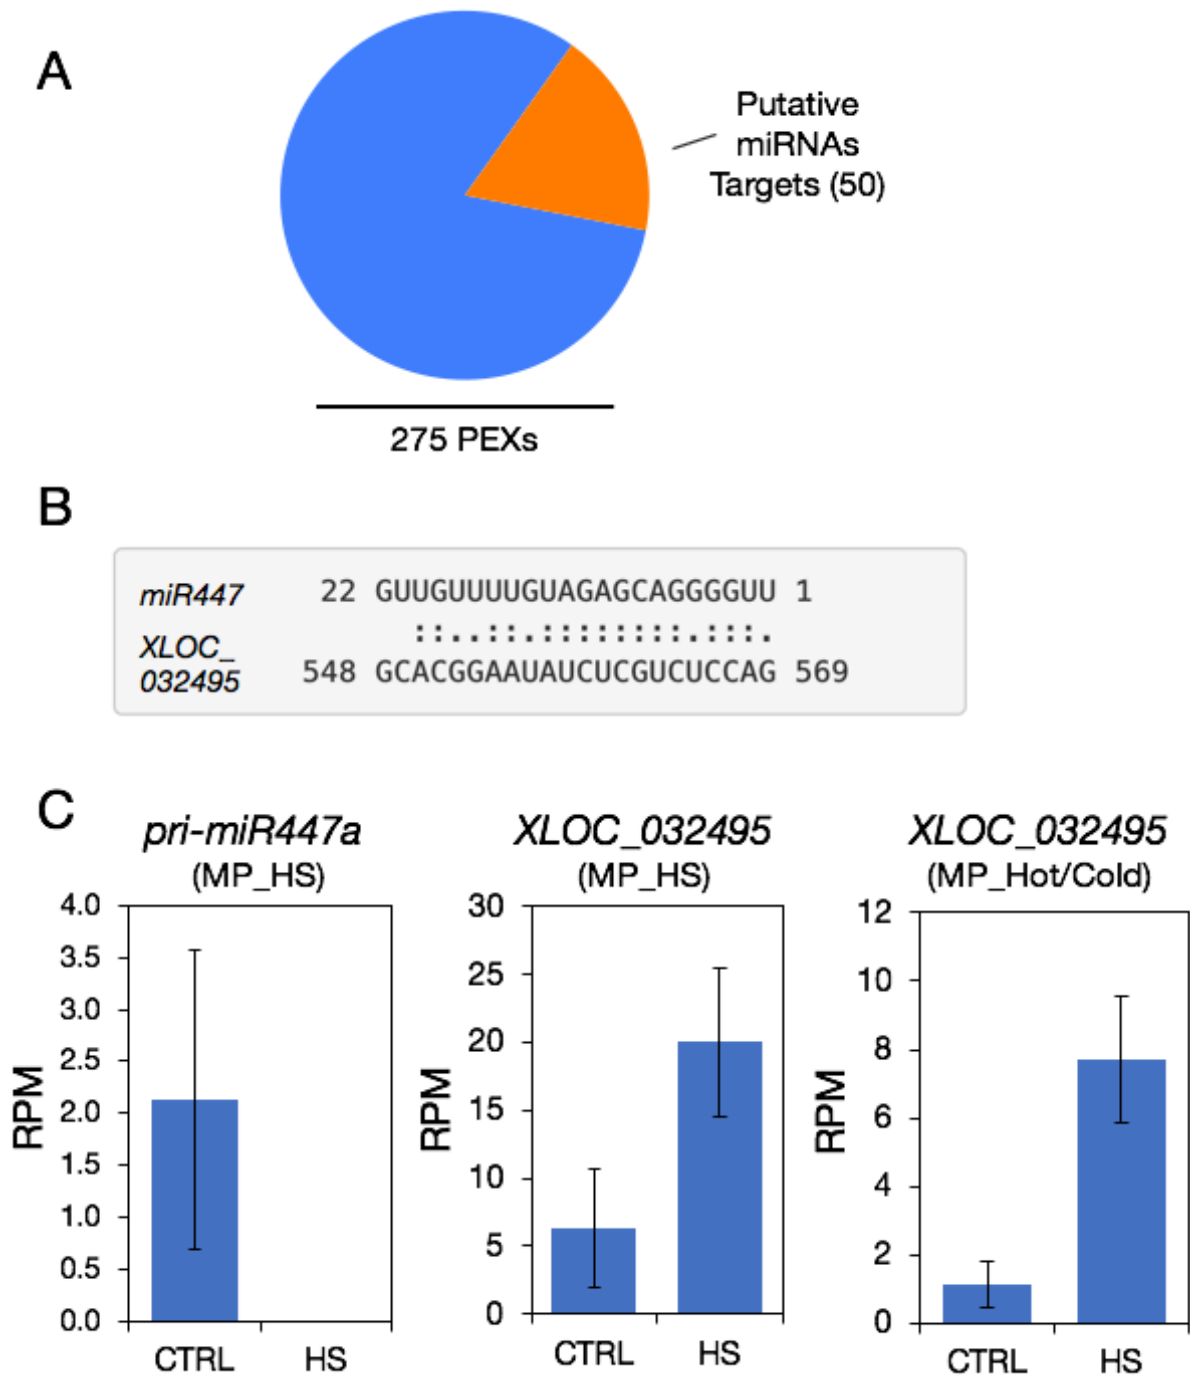 A
Putative
miRNAs
Targets (50)
275 PEXs
B
miR447 22 GUUGUUUUGUAGAGCAGGGGUU 1
::..::.::::::::.:::.
XLOC_
032495
548 GCACGGAAUAUCUCGUCUCCAG 569
C
pri-miR447a
(MP_HS)
4.0
3.5
3.0
2.5
2.0
1.5
1.0
0.5
0.0
RPM
CTRL HS
XLOC_032495
(MP_HS)
30
25
20
15
10
5
0
RPM
CTRL HS
XLOC_032495
(MP_Hot/Cold)
12
10
8
6
4
2
0
RPM
CTRL HS